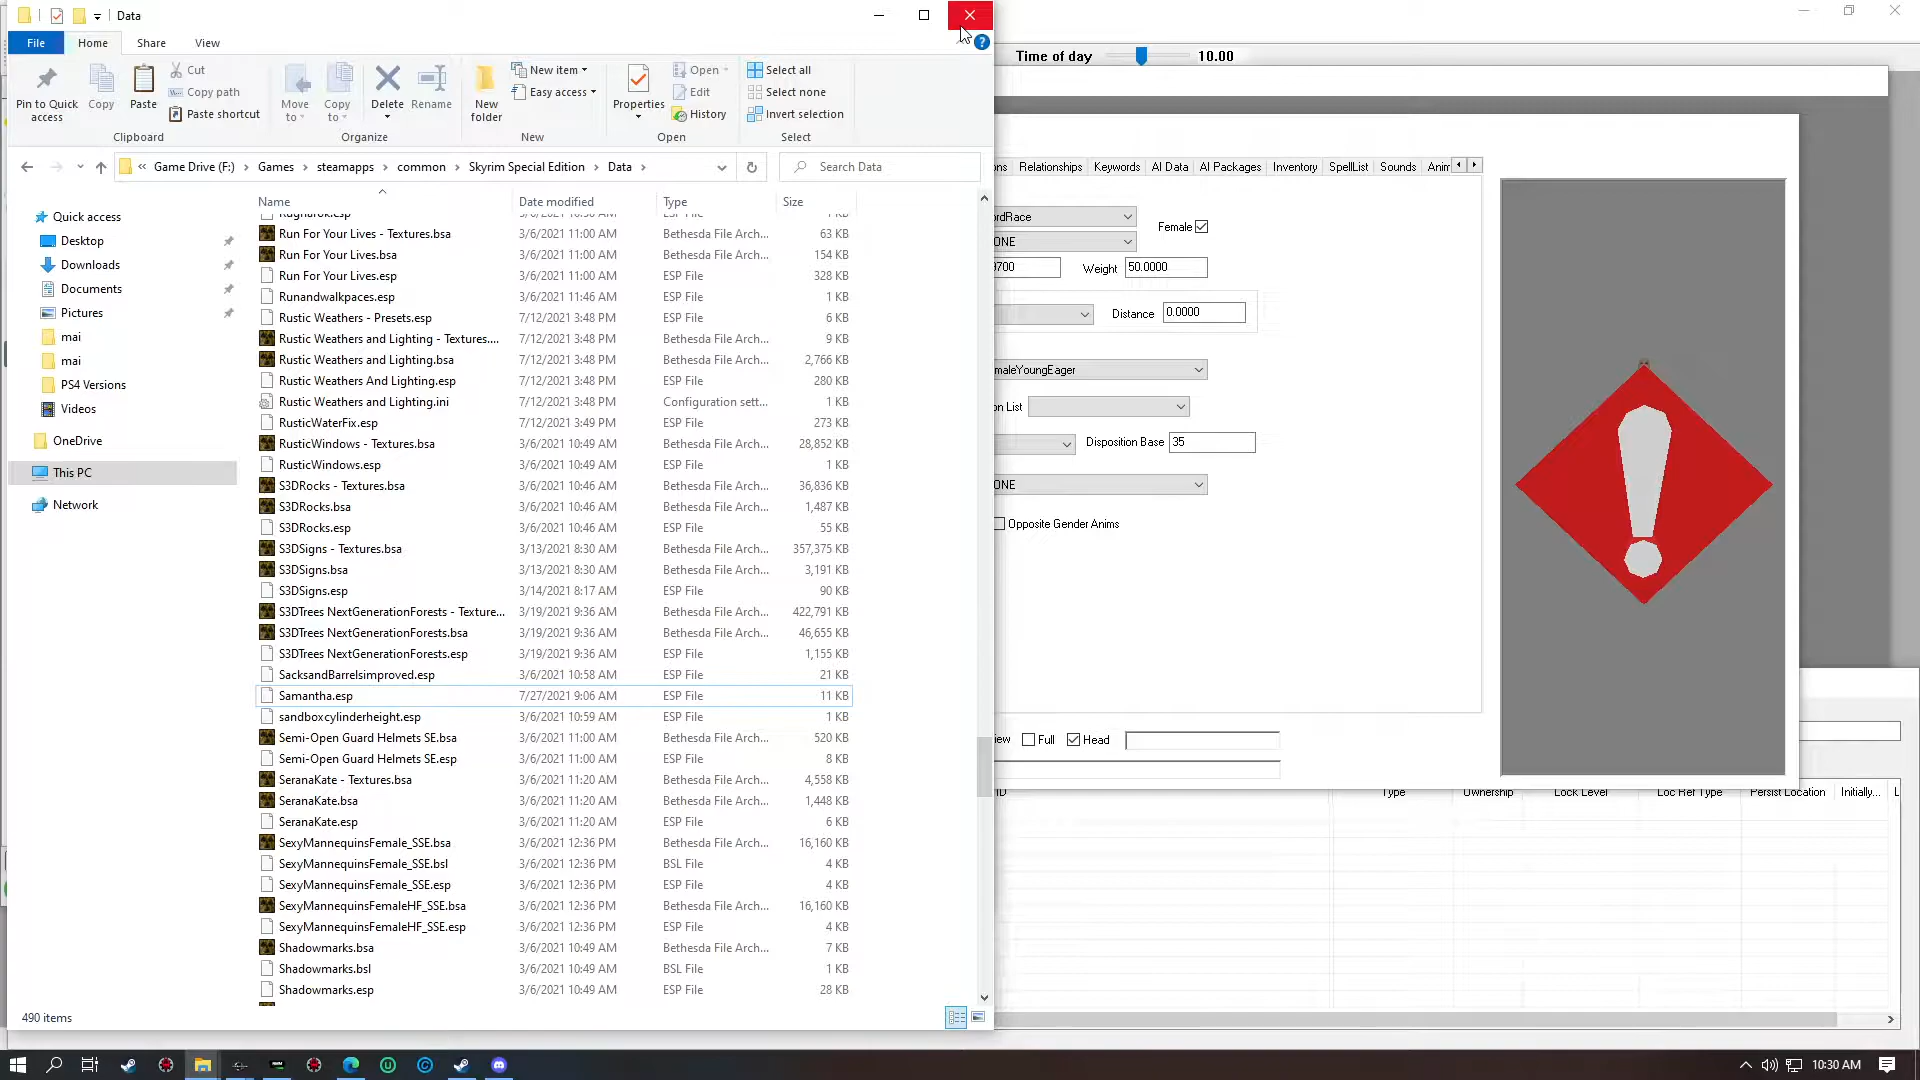 Data
File Home Share View
Pin to Quick access
Copy
Paste
Cut
Copy path
Paste shortcut
Clipboard
Move to
Copy to
Delete
Rename
Organize
New folder
New item
Easy access
New
Properties
Open
Edit
History
Open
Select all
Select none
Invert selection
Select
« Game Drive (F:) Games steamapps common Skyrim Special Edition Data
Search Data
Quick access
Desktop
Downloads
Documents
Pictures
mai
mai
PS4 Versions
Videos
OneDrive
This PC
Network
Name Date modified Type Size
Ragnarok.esp 3/6/2021 10:50 AM ESP File 1 KB
Run For Your Lives - Textures.bsa 3/6/2021 11:00 AM Bethesda File Arch... 63 KB
Run For Your Lives.bsa 3/6/2021 11:00 AM Bethesda File Arch... 154 KB
Run For Your Lives.esp 3/6/2021 11:00 AM ESP File 328 KB
Runandwalkpaces.esp 3/6/2021 11:46 AM ESP File 1 KB
Rustic Weathers - Presets.esp 7/12/2021 3:48 PM ESP File 6 KB
Rustic Weathers and Lighting - Textures.... 7/12/2021 3:48 PM Bethesda File Arch... 9 KB
Rustic Weathers and Lighting.bsa 7/12/2021 3:48 PM Bethesda File Arch... 2,766 KB
Rustic Weathers And Lighting.esp 7/12/2021 3:48 PM ESP File 280 KB
Rustic Weathers and Lighting.ini 7/12/2021 3:48 PM Configuration sett... 1 KB
RusticWaterFix.esp 7/12/2021 3:49 PM ESP File 273 KB
RusticWindows - Textures.bsa 3/6/2021 10:49 AM Bethesda File Arch... 28,852 KB
RusticWindows.esp 3/6/2021 10:49 AM ESP File 1 KB
S3DRocks - Textures.bsa 3/6/2021 10:46 AM Bethesda File Arch... 36,836 KB
S3DRocks.bsa 3/6/2021 10:46 AM Bethesda File Arch... 1,487 KB
S3DRocks.esp 3/6/2021 10:46 AM ESP File 55 KB
S3DSigns - Textures.bsa 3/13/2021 8:30 AM Bethesda File Arch... 357,375 KB
S3DSigns.bsa 3/13/2021 8:30 AM Bethesda File Arch... 3,191 KB
S3DSigns.esp 3/14/2021 8:17 AM ESP File 90 KB
S3DTrees NextGenerationForests - Texture... 3/19/2021 9:36 AM Bethesda File Arch... 422,791 KB
S3DTrees NextGenerationForests.bsa 3/19/2021 9:36 AM Bethesda File Arch... 46,655 KB
S3DTrees NextGenerationForests.esp 3/19/2021 9:36 AM ESP File 1,155 KB
SacksandBarrelsimproved.esp 3/6/2021 10:58 AM ESP File 21 KB
Samantha.esp 7/27/2021 9:06 AM ESP File 11 KB
sandboxcylinderheight.esp 3/6/2021 10:59 AM ESP File 1 KB
Semi-Open Guard Helmets SE.bsa 3/6/2021 11:00 AM Bethesda File Arch... 520 KB
Semi-Open Guard Helmets SE.esp 3/6/2021 11:00 AM ESP File 8 KB
SeranaKate - Textures.bsa 3/6/2021 11:20 AM Bethesda File Arch... 4,558 KB
SeranaKate.bsa 3/6/2021 11:20 AM Bethesda File Arch... 1,448 KB
SeranaKate.esp 3/6/2021 11:20 AM ESP File 6 KB
SexyMannequinsFemale_SSE.bsa 3/6/2021 12:36 PM Bethesda File Arch... 16,160 KB
SexyMannequinsFemale_SSE.bsl 3/6/2021 12:36 PM BSL File 4 KB
SexyMannequinsFemale_SSE.esp 3/6/2021 12:36 PM ESP File 4 KB
SexyMannequinsFemaleHF_SSE.bsa 3/6/2021 12:36 PM Bethesda File Arch... 16,160 KB
SexyMannequinsFemaleHF_SSE.esp 3/6/2021 12:36 PM ESP File 4 KB
Shadowmarks.bsa 3/6/2021 10:49 AM Bethesda File Arch... 7 KB
Shadowmarks.bsl 3/6/2021 10:49 AM BSL File 1 KB
Shadowmarks.esp 3/6/2021 10:49 AM ESP File 28 KB
490 items
Time of day 10.00
ons Relationships Keywords AI Data AI Packages Inventory SpellList Sounds Anim
ordRace
Female
ONE
9700 Weight 50.0000
Distance 0.0000
maleYoungEager
on List
Disposition Base 35
ONE
Opposite Gender Anims
iew Full Head
ID Type Ownership Lock Level Loc Ref Type Persist Location Initially... L
10:30 AM